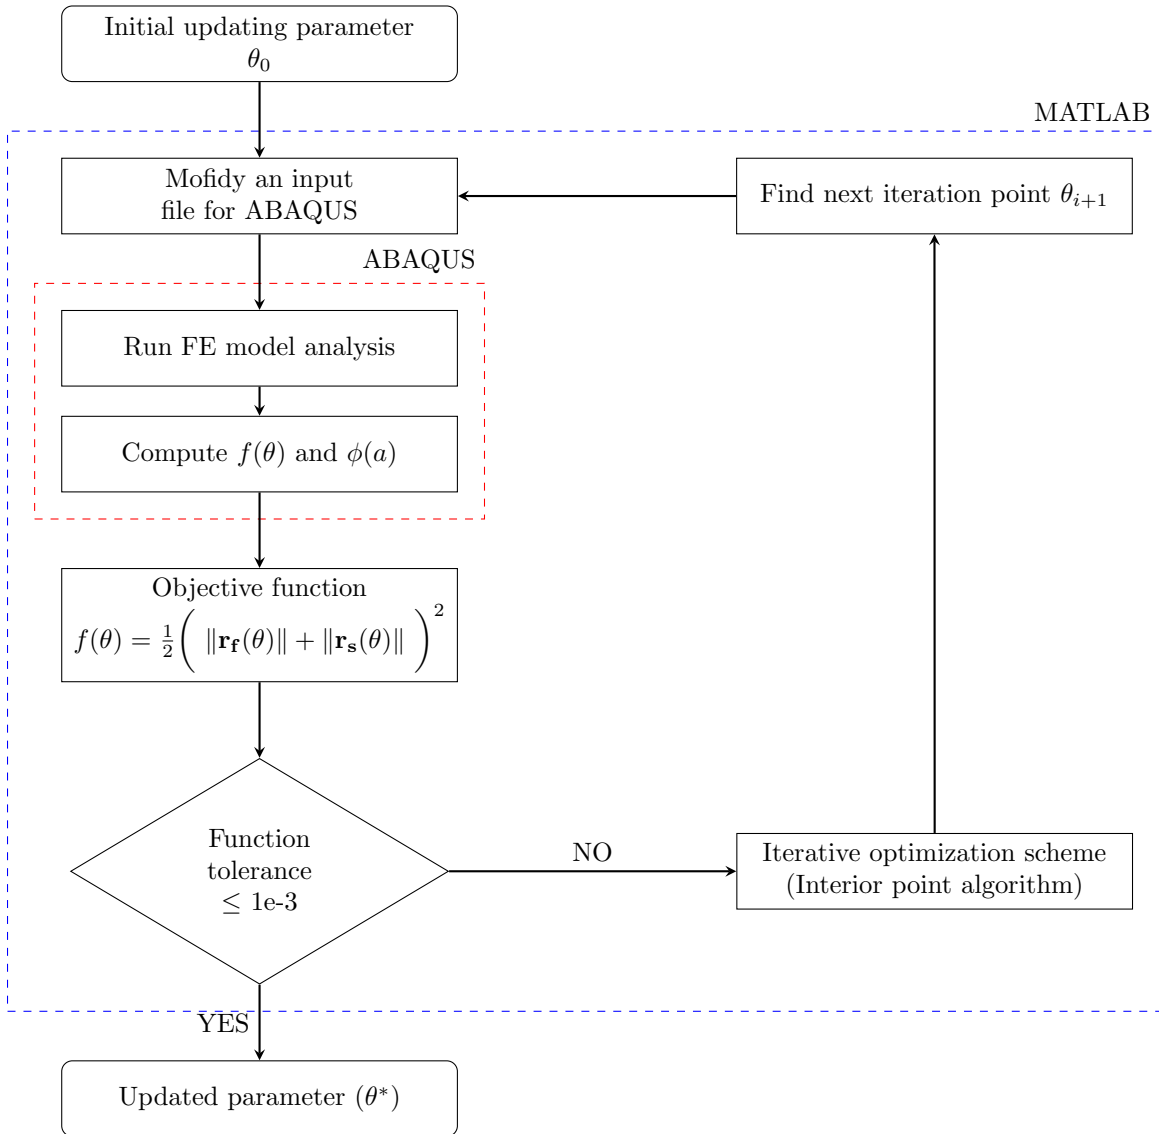 Initial updating parameter
θ₀
MATLAB
Mofidy an input
file for ABAQUS
Find next iteration point θᵢ₊₁
ABAQUS
Run FE model analysis
Compute f(θ) and ϕ(a)
Objective function
f(θ) = ½( ‖r_f(θ)‖ + ‖r_s(θ)‖ )²
Function
tolerance
≤ 1e-3
NO
Iterative optimization scheme
(Interior point algorithm)
YES
Updated parameter (θ*)